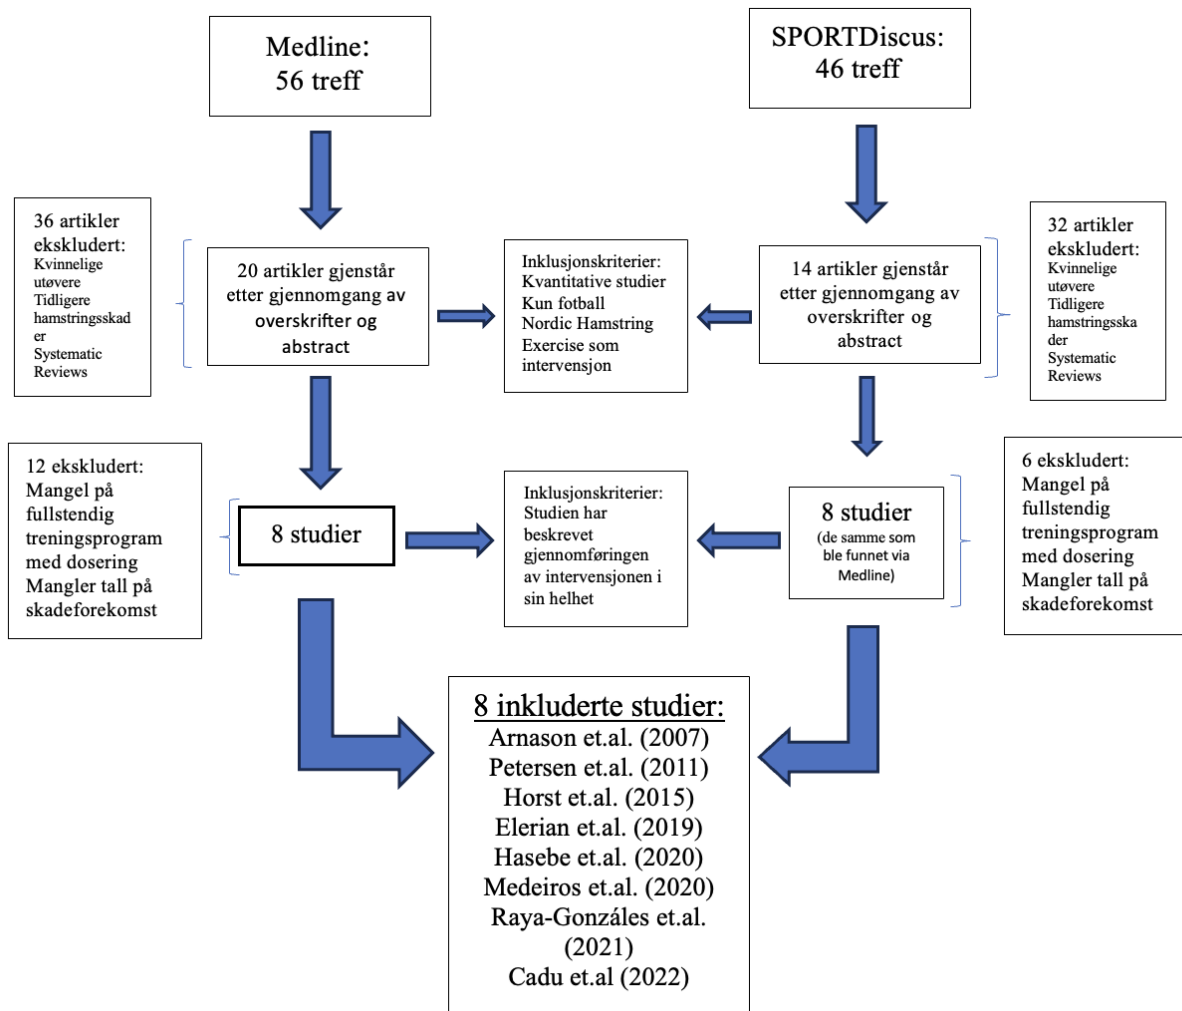 Medline:
56 treff
SPORTDiscus:
46 treff
36 artikler
ekskludert:
Kvinnelige
utøvere
Tidligere
hamstringsskad
er
Systematic
Reviews
20 artikler gjenstår
etter gjennomgang av
overskrifter og
abstract
Inklusjonskriterier:
Kvantitative studier
Kun fotball
Nordic Hamstring
Exercise som
intervensjon
14 artikler gjenstår
etter gjennomgang av
overskrifter og
abstract
32 artikler
ekskludert:
Kvinnelige
utøvere
Tidligere
hamstringsska
der
Systematic
Reviews
12 ekskludert:
Mangel på
fullstendig
treningsprogram
med dosering
Mangler tall på
skadeforekomst
8 studier
Inklusjonskriterier:
Studien har
beskrevet
gjennomføringen
av intervensjonen i
sin helhet
8 studier
(de samme som
ble funnet via
Medline)
6 ekskludert:
Mangel på
fullstendig
treningsprogram
med dosering
Mangler tall på
skadeforekomst
8 inkluderte studier:
Arnason et.al. (2007)
Petersen et.al. (2011)
Horst et.al. (2015)
Elerian et.al. (2019)
Hasebe et.al. (2020)
Medeiros et.al. (2020)
Raya-Gonzáles et.al.
(2021)
Cadu et.al (2022)